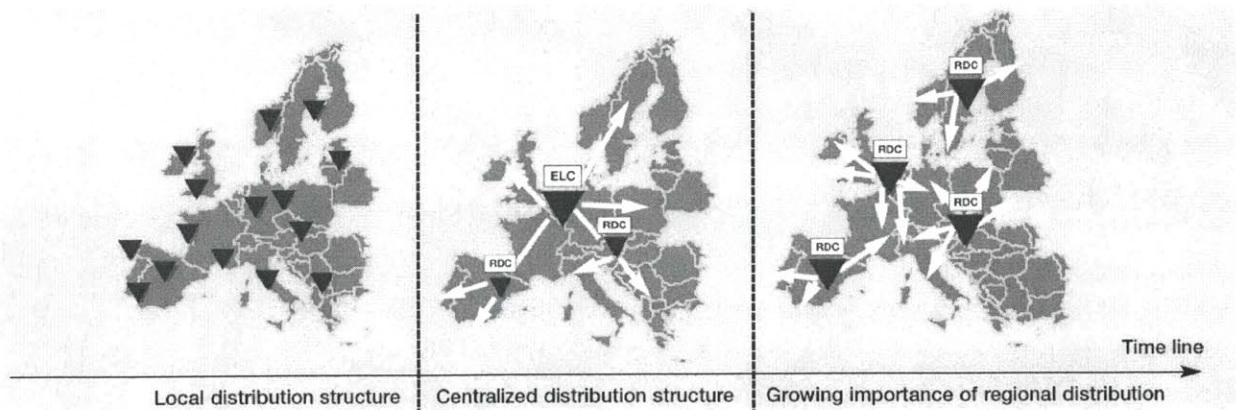 RDC
RDC
ELC
RDC
RDC
RDC
RDC
Time line
Local distribution structure
Centralized distribution structure
Growing importance of regional distribution